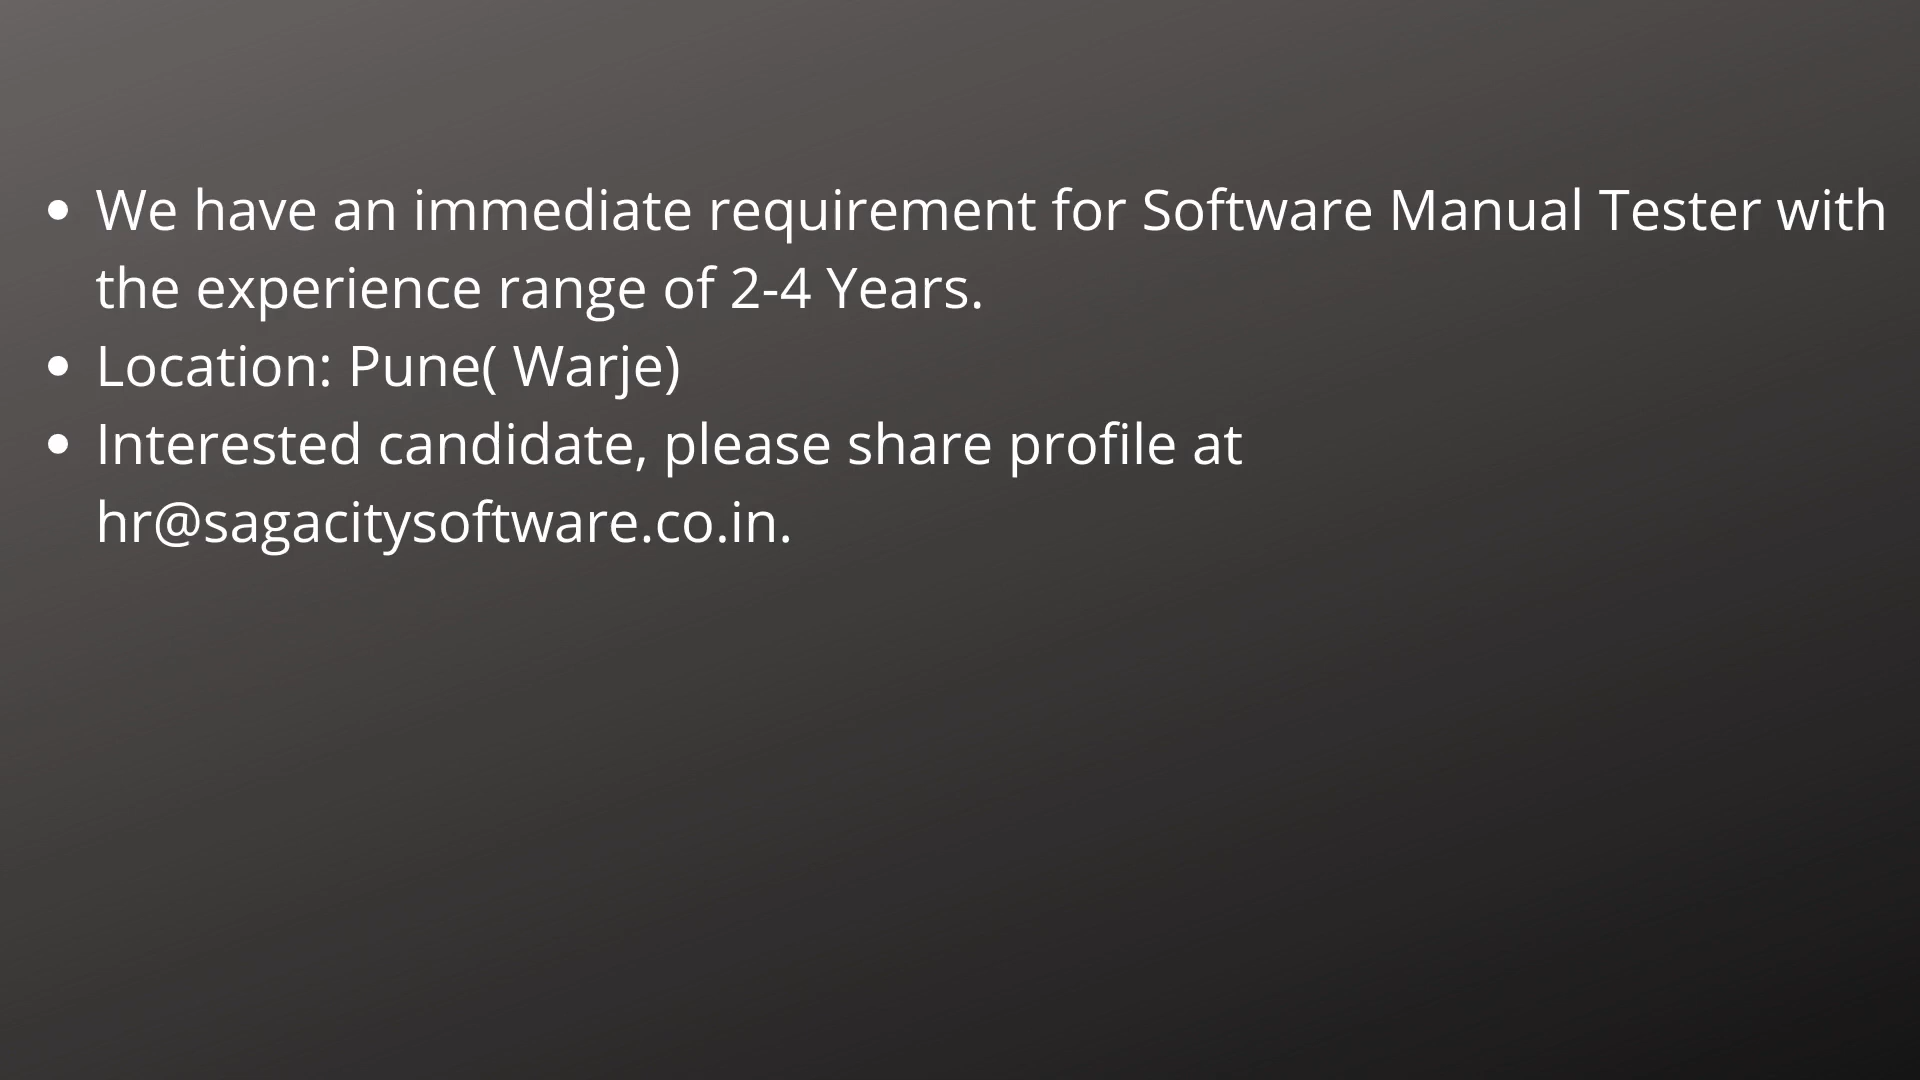 • We have an immediate requirement for Software Manual Tester with
the experience range of 2-4 Years.
• Location: Pune( Warje)
• Interested candidate, please share profile at
hr@sagacitysoftware.co.in.